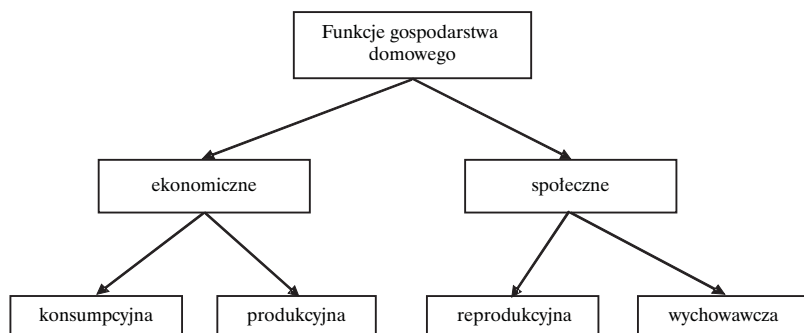 Funkcje gospodarstwa
domowego
ekonomiczne
społeczne
konsumpcyjna
produkcyjna
reprodukcyjna
wychowawcza